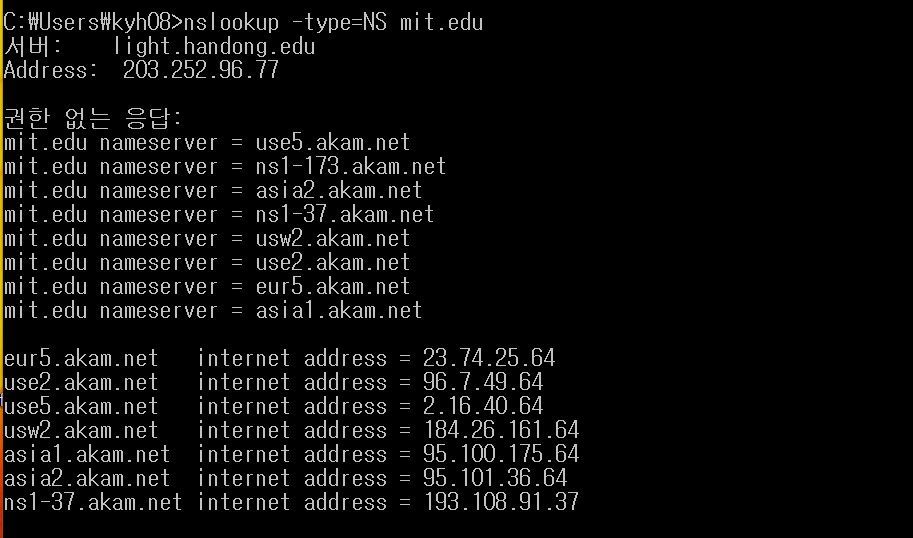 C:₩Users₩kyh08>nslookup -type=NS mit.edu
서버:    light.handong.edu
Address:  203.252.96.77

권한 없는 응답:
mit.edu nameserver = use5.akam.net
mit.edu nameserver = ns1-173.akam.net
mit.edu nameserver = asia2.akam.net
mit.edu nameserver = ns1-37.akam.net
mit.edu nameserver = usw2.akam.net
mit.edu nameserver = use2.akam.net
mit.edu nameserver = eur5.akam.net
mit.edu nameserver = asia1.akam.net

eur5.akam.net   internet address = 23.74.25.64
use2.akam.net   internet address = 96.7.49.64
use5.akam.net   internet address = 2.16.40.64
usw2.akam.net   internet address = 184.26.161.64
asia1.akam.net  internet address = 95.100.175.64
asia2.akam.net  internet address = 95.101.36.64
ns1-37.akam.net internet address = 193.108.91.37